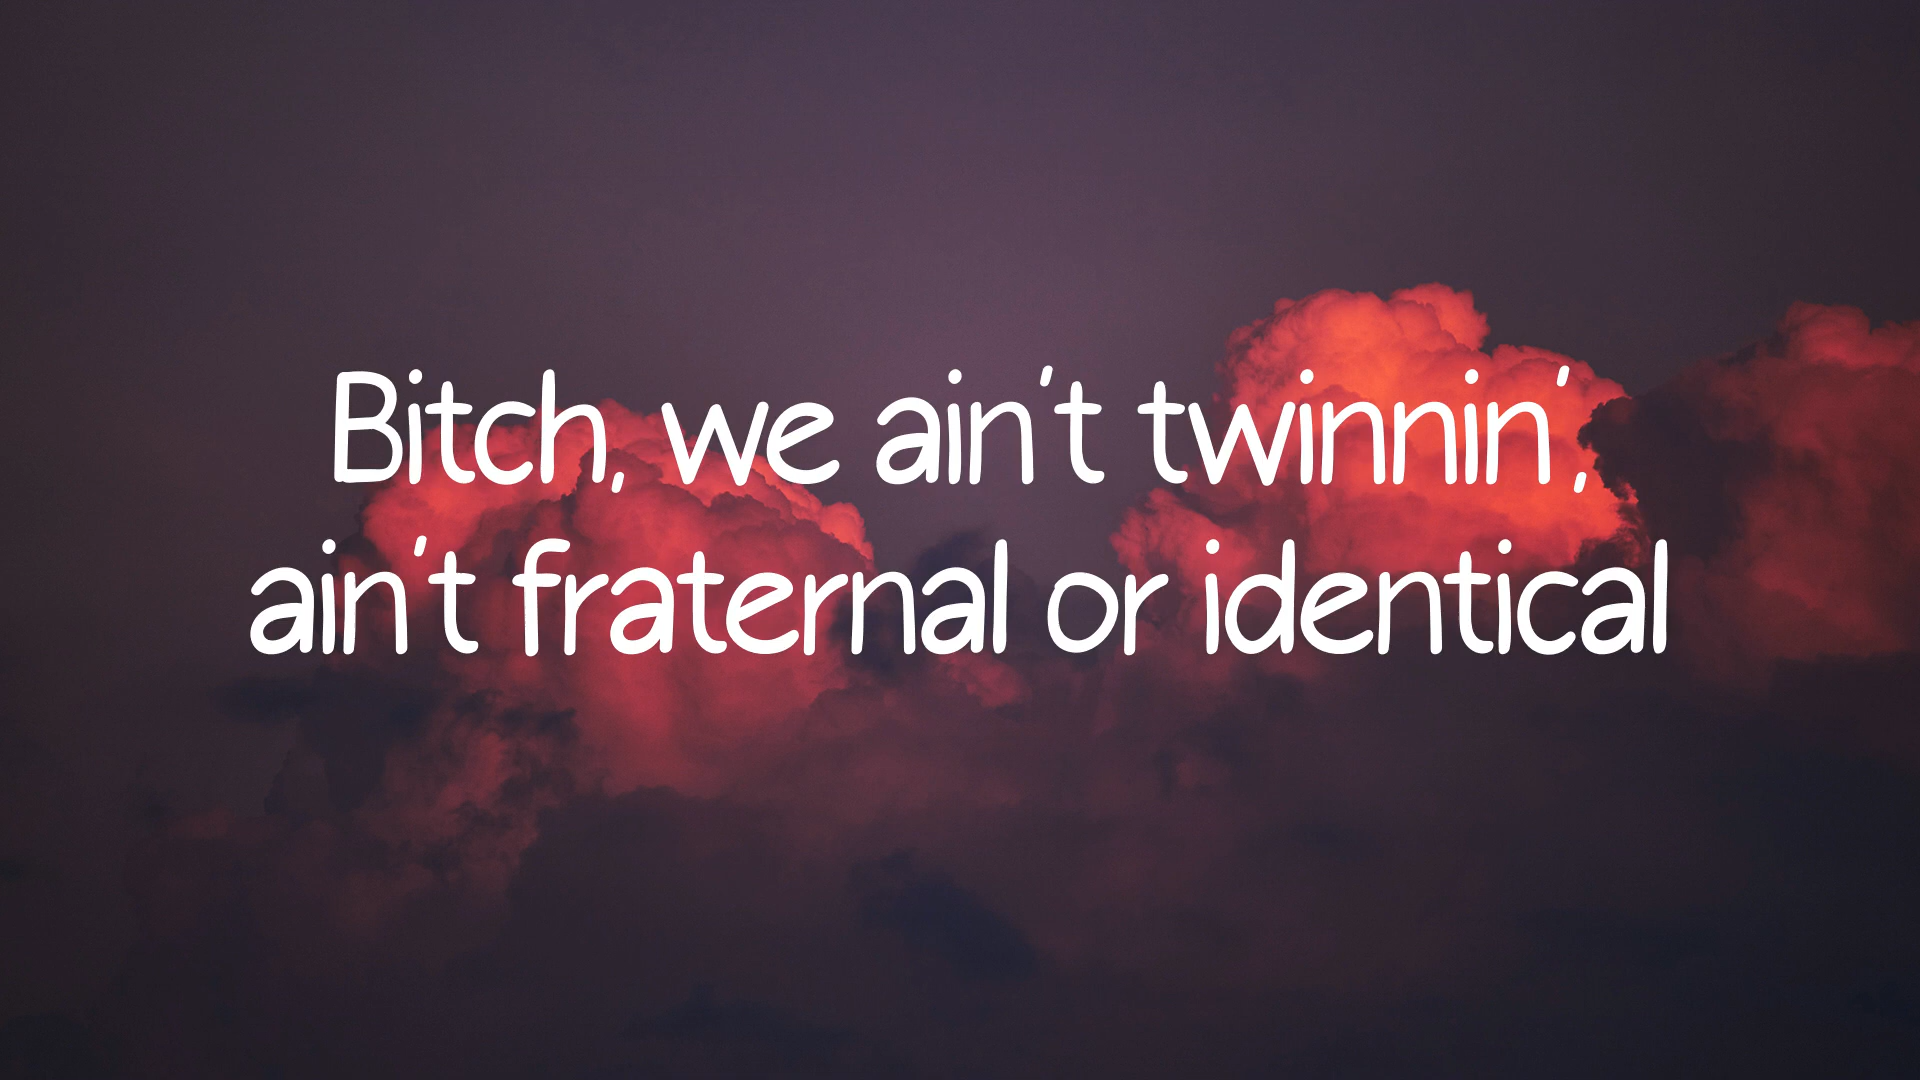 Bitch, we ain't twinnin',
ain't fraternal or identical